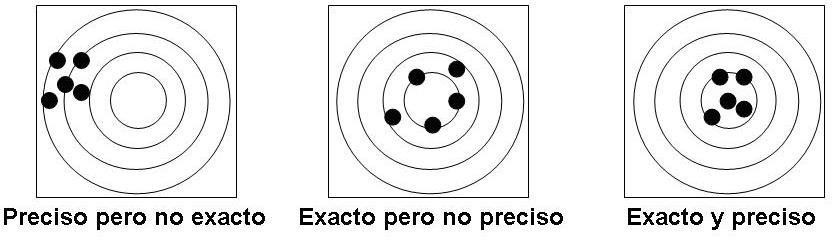 Preciso pero no exacto
Exacto pero no preciso
Exacto y preciso